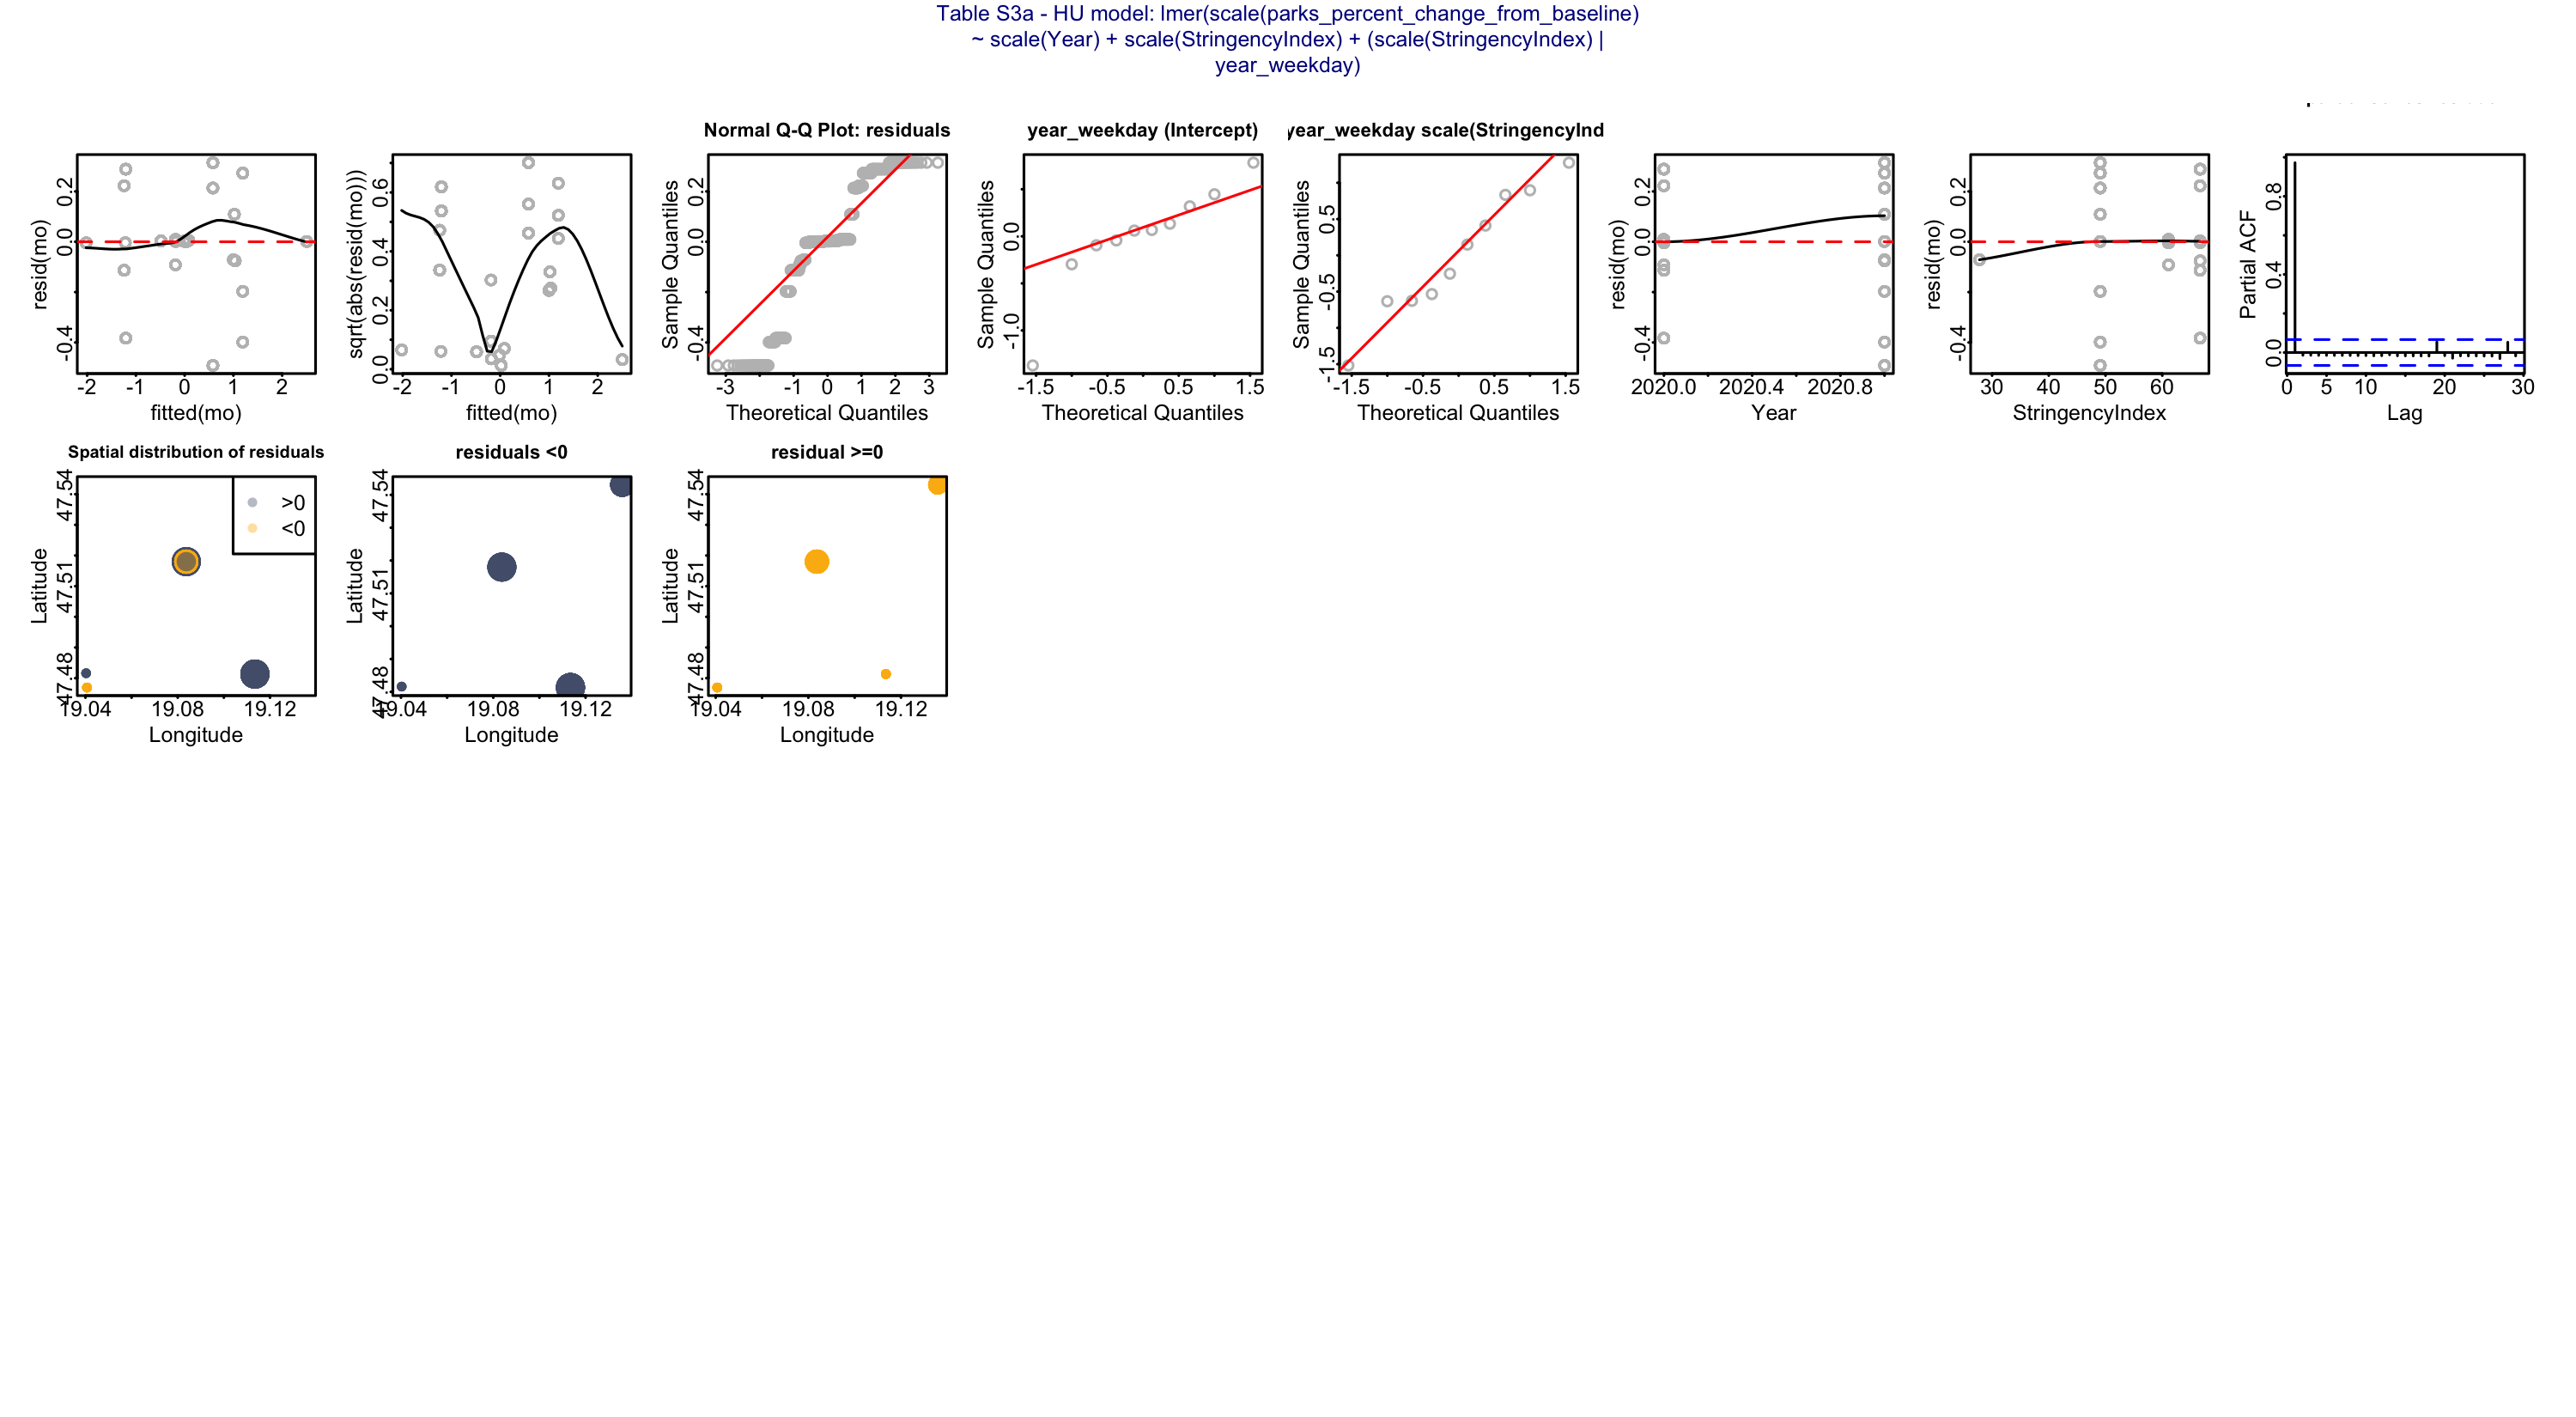 Table S3a - HU model: lmer(scale(parks_percent_change_from_baseline)
~ scale(Year) + scale(StringencyIndex) + (scale(StringencyIndex) |
year_weekday)
resid(mo)
-0.4 0.0 0.2
-2 -1 0 1 2
fitted(mo)
sqrt(abs(resid(mo)))
0.0 0.2 0.4 0.6
-2 -1 0 1 2
fitted(mo)
Normal Q-Q Plot: residuals
Sample Quantiles
-0.4 0.0 0.2
-3 -1 0 1 2 3
Theoretical Quantiles
year_weekday (Intercept)
Sample Quantiles
-1.0 0.0
-1.5 -0.5 0.5 1.5
Theoretical Quantiles
year_weekday scale(StringencyInd
Sample Quantiles
-1.5 -0.5 0.5
-1.5 -0.5 0.5 1.5
Theoretical Quantiles
resid(mo)
-0.4 0.0 0.2
2020.0 2020.4 2020.8
Year
resid(mo)
-0.4 0.0 0.2
30 40 50 60
StringencyIndex
Partial ACF
0.0 0.4 0.8
0 5 10 20 30
Lag
Spatial distribution of residuals
>0
<0
Latitude
47.48 47.51 47.54
19.04 19.08 19.12
Longitude
residuals <0
Latitude
47.48 47.51 47.54
19.04 19.08 19.12
Longitude
residual >=0
Latitude
47.48 47.51 47.54
19.04 19.08 19.12
Longitude